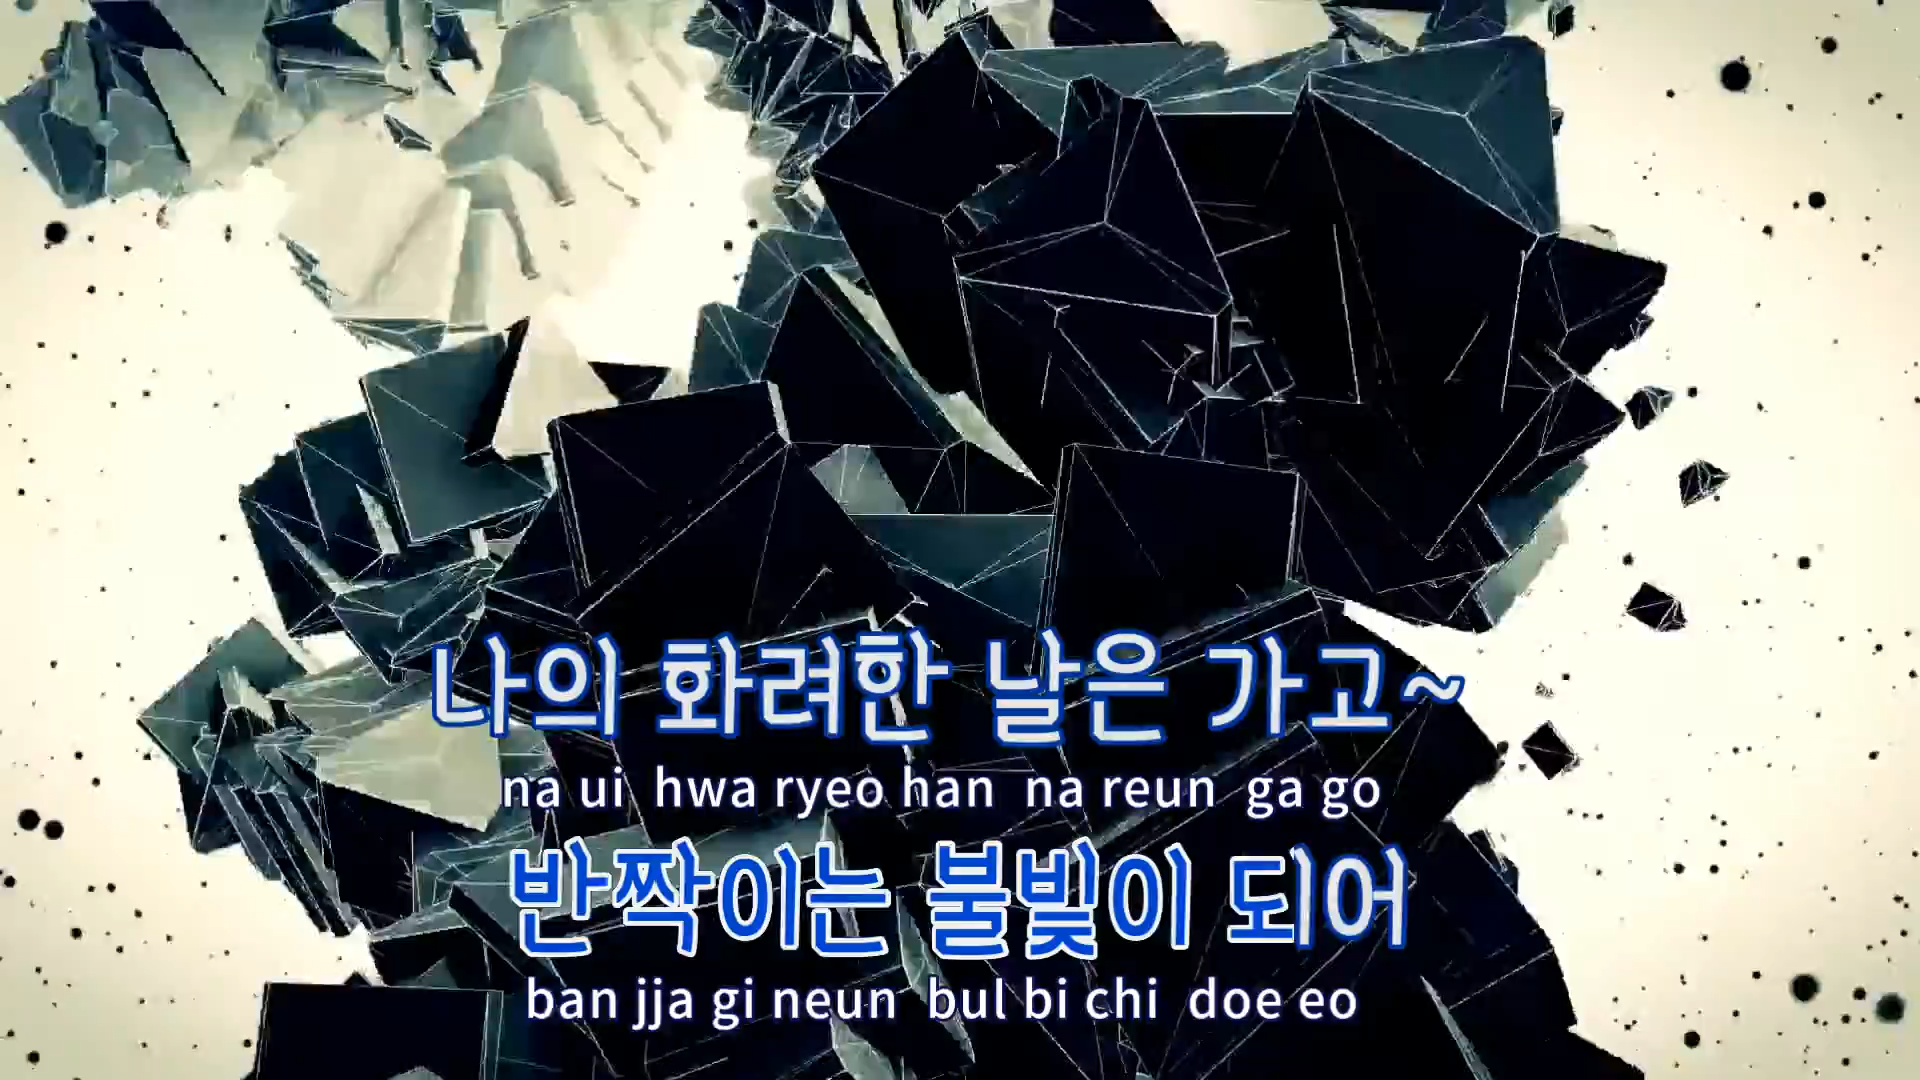 나의 화려한 날은 가고~
na ui hwa ryeo han na reun ga go
반짝이는 불빛이 되어
ban jja gi neun bul bi chi doe eo